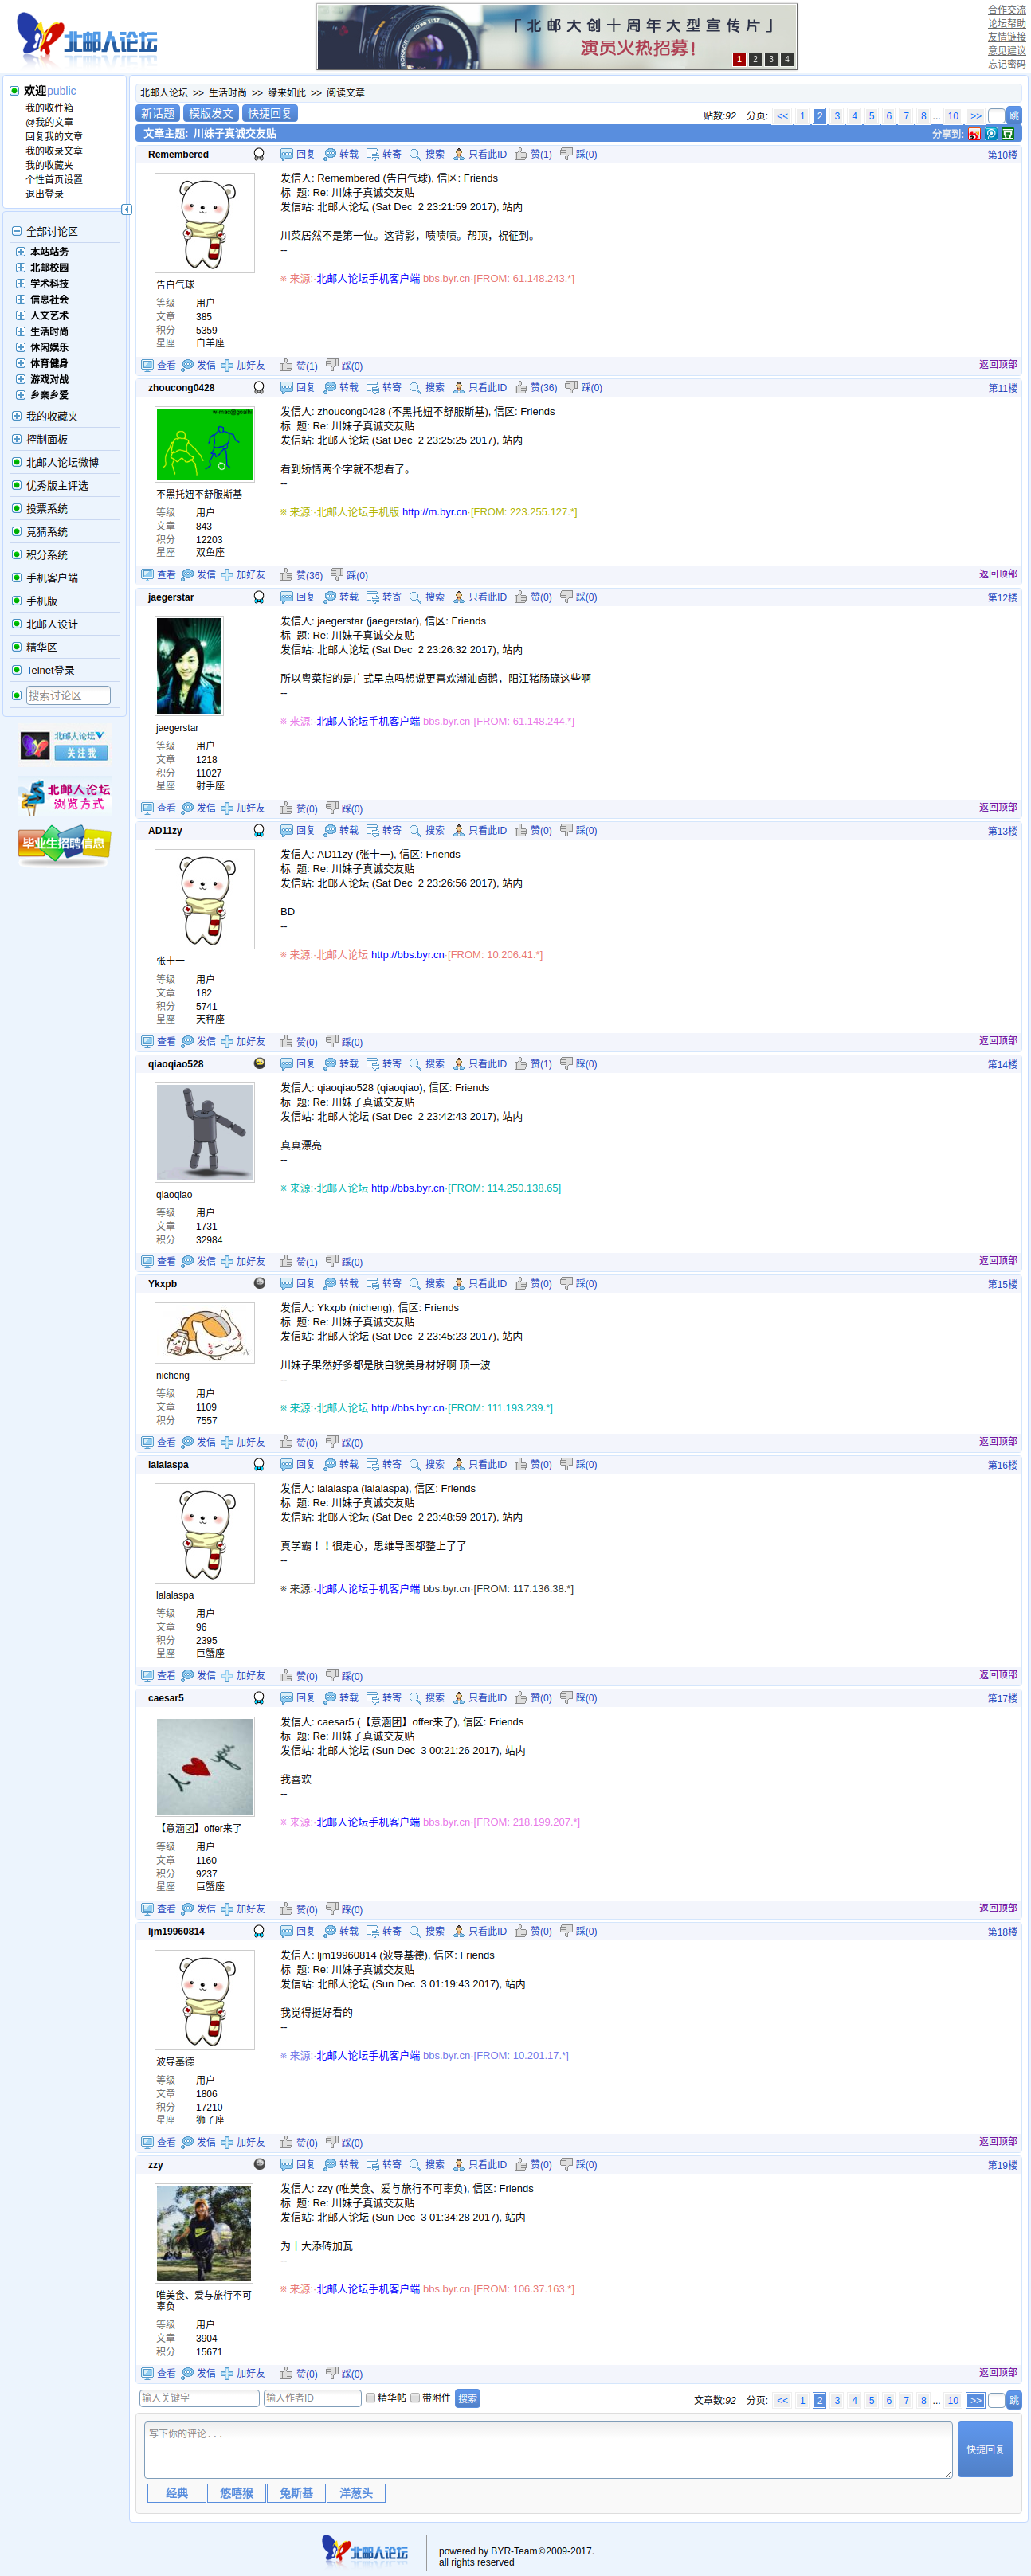 北邮人论坛
「北邮大创十周年大型宣传片」
演员火热招募！
1 2 3 4
合作交流
论坛帮助
友情链接
意见建议
忘记密码
欢迎public
我的收件箱
@我的文章
回复我的文章
我的收录文章
我的收藏夹
个性首页设置
退出登录
全部讨论区
本站站务
北邮校园
学术科技
信息社会
人文艺术
生活时尚
休闲娱乐
体育健身
游戏对战
乡亲乡爱
我的收藏夹
控制面板
北邮人论坛微博
优秀版主评选
投票系统
竞猜系统
积分系统
手机客户端
手机版
北邮人设计
精华区
Telnet登录
搜索讨论区
北邮人论坛
关注我
北邮人论坛
浏览方式
毕业生招聘信息
北邮人论坛 >> 生活时尚 >> 缘来如此 >> 阅读文章
新话题 模版发文 快捷回复
贴数:92 分页: << 1 2 3 4 5 6 7 8 ... 10 >> 跳
文章主题: 川妹子真诚交友贴 分享到: 豆
Remembered 回复 转载 转寄 搜索 只看此ID 赞(1) 踩(0) 第10楼
发信人: Remembered (告白气球), 信区: Friends
标 题: Re: 川妹子真诚交友贴
发信站: 北邮人论坛 (Sat Dec 2 23:21:59 2017), 站内
川菜居然不是第一位。这背影，啧啧啧。帮顶，祝征到。
--
※ 来源:·北邮人论坛手机客户端 bbs.byr.cn·[FROM: 61.148.243.*]
告白气球
等级 用户
文章 385
积分 5359
星座 白羊座
查看 发信 加好友 赞(1) 踩(0) 返回顶部
zhoucong0428 回复 转载 转寄 搜索 只看此ID 赞(36) 踩(0) 第11楼
发信人: zhoucong0428 (不黑托妞不舒服斯基), 信区: Friends
标 题: Re: 川妹子真诚交友贴
发信站: 北邮人论坛 (Sat Dec 2 23:25:25 2017), 站内
看到矫情两个字就不想看了。
--
※ 来源:·北邮人论坛手机版 http://m.byr.cn·[FROM: 223.255.127.*]
不黑托妞不舒服斯基
等级 用户
文章 843
积分 12203
星座 双鱼座
查看 发信 加好友 赞(36) 踩(0) 返回顶部
jaegerstar 回复 转载 转寄 搜索 只看此ID 赞(0) 踩(0) 第12楼
发信人: jaegerstar (jaegerstar), 信区: Friends
标 题: Re: 川妹子真诚交友贴
发信站: 北邮人论坛 (Sat Dec 2 23:26:32 2017), 站内
所以粤菜指的是广式早点吗想说更喜欢潮汕卤鹅，阳江猪肠碌这些啊
--
※ 来源:·北邮人论坛手机客户端 bbs.byr.cn·[FROM: 61.148.244.*]
jaegerstar
等级 用户
文章 1218
积分 11027
星座 射手座
查看 发信 加好友 赞(0) 踩(0) 返回顶部
AD11zy 回复 转载 转寄 搜索 只看此ID 赞(0) 踩(0) 第13楼
发信人: AD11zy (张十一), 信区: Friends
标 题: Re: 川妹子真诚交友贴
发信站: 北邮人论坛 (Sat Dec 2 23:26:56 2017), 站内
BD
--
※ 来源:·北邮人论坛 http://bbs.byr.cn·[FROM: 10.206.41.*]
张十一
等级 用户
文章 182
积分 5741
星座 天秤座
查看 发信 加好友 赞(0) 踩(0) 返回顶部
qiaoqiao528 回复 转载 转寄 搜索 只看此ID 赞(1) 踩(0) 第14楼
发信人: qiaoqiao528 (qiaoqiao), 信区: Friends
标 题: Re: 川妹子真诚交友贴
发信站: 北邮人论坛 (Sat Dec 2 23:42:43 2017), 站内
真真漂亮
--
※ 来源:·北邮人论坛 http://bbs.byr.cn·[FROM: 114.250.138.65]
qiaoqiao
等级 用户
文章 1731
积分 32984
查看 发信 加好友 赞(1) 踩(0) 返回顶部
Ykxpb 回复 转载 转寄 搜索 只看此ID 赞(0) 踩(0) 第15楼
发信人: Ykxpb (nicheng), 信区: Friends
标 题: Re: 川妹子真诚交友贴
发信站: 北邮人论坛 (Sat Dec 2 23:45:23 2017), 站内
川妹子果然好多都是肤白貌美身材好啊 顶一波
--
※ 来源:·北邮人论坛 http://bbs.byr.cn·[FROM: 111.193.239.*]
nicheng
等级 用户
文章 1109
积分 7557
查看 发信 加好友 赞(0) 踩(0) 返回顶部
lalalaspa 回复 转载 转寄 搜索 只看此ID 赞(0) 踩(0) 第16楼
发信人: lalalaspa (lalalaspa), 信区: Friends
标 题: Re: 川妹子真诚交友贴
发信站: 北邮人论坛 (Sat Dec 2 23:48:59 2017), 站内
真学霸！！很走心，思维导图都整上了了
--
※ 来源:·北邮人论坛手机客户端 bbs.byr.cn·[FROM: 117.136.38.*]
lalalaspa
等级 用户
文章 96
积分 2395
星座 巨蟹座
查看 发信 加好友 赞(0) 踩(0) 返回顶部
caesar5 回复 转载 转寄 搜索 只看此ID 赞(0) 踩(0) 第17楼
发信人: caesar5 (【意涵团】offer来了), 信区: Friends
标 题: Re: 川妹子真诚交友贴
发信站: 北邮人论坛 (Sun Dec 3 00:21:26 2017), 站内
我喜欢
--
※ 来源:·北邮人论坛手机客户端 bbs.byr.cn·[FROM: 218.199.207.*]
【意涵团】offer来了
等级 用户
文章 1160
积分 9237
星座 巨蟹座
查看 发信 加好友 赞(0) 踩(0) 返回顶部
ljm19960814 回复 转载 转寄 搜索 只看此ID 赞(0) 踩(0) 第18楼
发信人: ljm19960814 (波导基德), 信区: Friends
标 题: Re: 川妹子真诚交友贴
发信站: 北邮人论坛 (Sun Dec 3 01:19:43 2017), 站内
我觉得挺好看的
--
※ 来源:·北邮人论坛手机客户端 bbs.byr.cn·[FROM: 10.201.17.*]
波导基德
等级 用户
文章 1806
积分 17210
星座 狮子座
查看 发信 加好友 赞(0) 踩(0) 返回顶部
zzy 回复 转载 转寄 搜索 只看此ID 赞(0) 踩(0) 第19楼
发信人: zzy (唯美食、爱与旅行不可辜负), 信区: Friends
标 题: Re: 川妹子真诚交友贴
发信站: 北邮人论坛 (Sun Dec 3 01:34:28 2017), 站内
为十大添砖加瓦
--
※ 来源:·北邮人论坛手机客户端 bbs.byr.cn·[FROM: 106.37.163.*]
唯美食、爱与旅行不可
辜负
等级 用户
文章 3904
积分 15671
查看 发信 加好友 赞(0) 踩(0) 返回顶部
输入关键字 输入作者ID 精华帖 带附件 搜索
文章数:92 分页: << 1 2 3 4 5 6 7 8 ... 10 >> 跳
写下你的评论...
快捷回复
经典 悠嘻猴 兔斯基 洋葱头
北邮人论坛
powered by BYR-Team©2009-2017.
all rights reserved